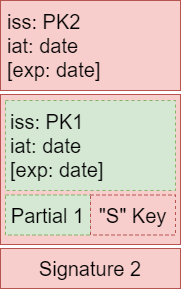 iss: PK2
iat: date
[exp: date]
iss: PK1
iat: date
[exp: date]
Partial 1 "S" Key
Signature 2